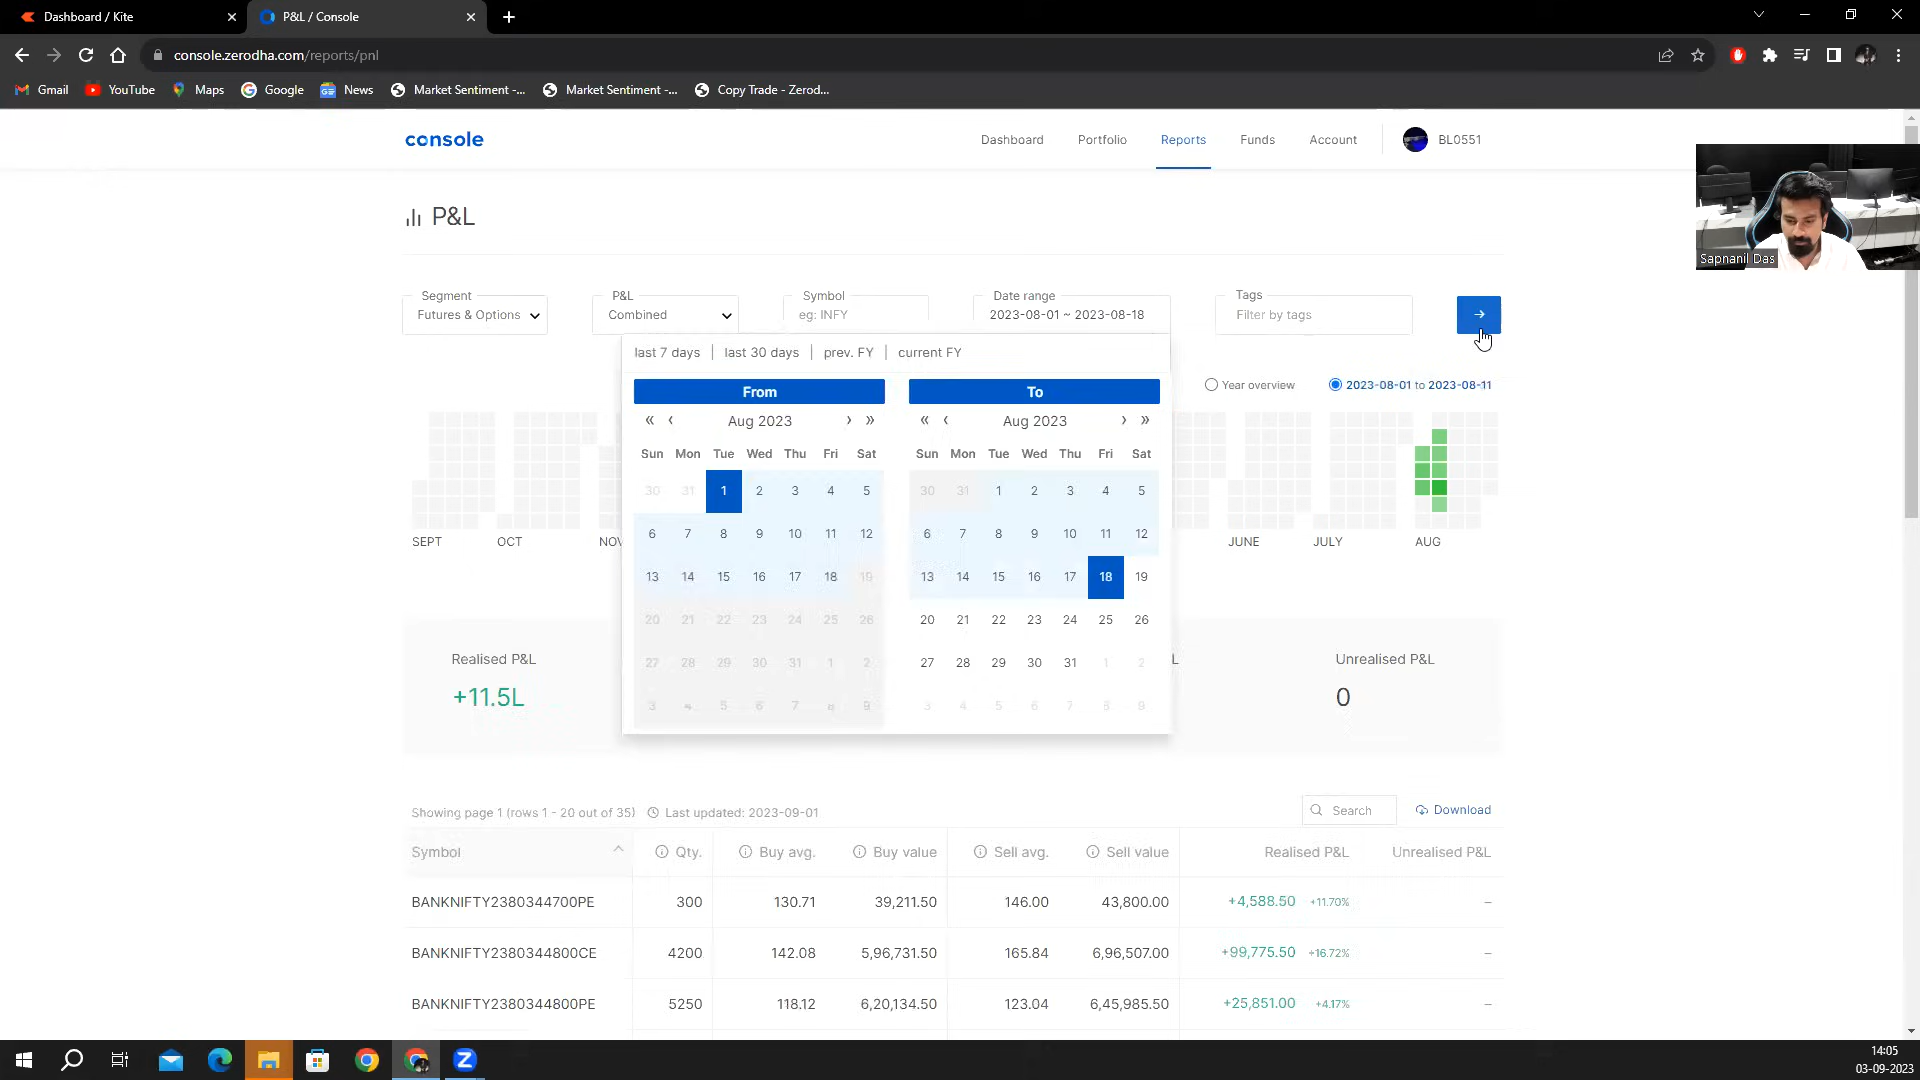 Dashboard / Kite
P&L / Console
console.zerodha.com/reports/pnl
Gmail YouTube Maps Google News Market Sentiment -... Market Sentiment -... Copy Trade - Zerod...
console
Dashboard Portfolio Reports Funds Account BL0551
Sapnanil Das
P&L
Segment P&L Symbol Date range Tags
Futures & Options Combined eg: INFY 2023-08-01 ~ 2023-08-18 Filter by tags
last 7 days | last 30 days | prev. FY | current FY
Year overview 2023-08-01 to 2023-08-11
From To
« ‹ Aug 2023 › » « ‹ Aug 2023 › »
Sun Mon Tue Wed Thu Fri Sat Sun Mon Tue Wed Thu Fri Sat
30 31 1 2 3 4 5 30 31 1 2 3 4 5
6 7 8 9 10 11 12 6 7 8 9 10 11 12
SEPT OCT NOV JUNE JULY AUG
13 14 15 16 17 18 19 13 14 15 16 17 18 19
20 21 22 23 24 25 26 20 21 22 23 24 25 26
27 28 29 30 31 1 2 27 28 29 30 31 1 2
3 4 5 6 7 8 9 3 4 5 6 7 8 9
Realised P&L L Unrealised P&L
+11.5L 0
Showing page 1 (rows 1 - 20 out of 35) Last updated: 2023-09-01 Search Download
Symbol Qty. Buy avg. Buy value Sell avg. Sell value Realised P&L Unrealised P&L
BANKNIFTY2380344700PE 300 130.71 39,211.50 146.00 43,800.00 +4,588.50 +11.70% –
BANKNIFTY2380344800CE 4200 142.08 5,96,731.50 165.84 6,96,507.00 +99,775.50 +16.72% –
BANKNIFTY2380344800PE 5250 118.12 6,20,134.50 123.04 6,45,985.50 +25,851.00 +4.17% –
14:05
03-09-2023